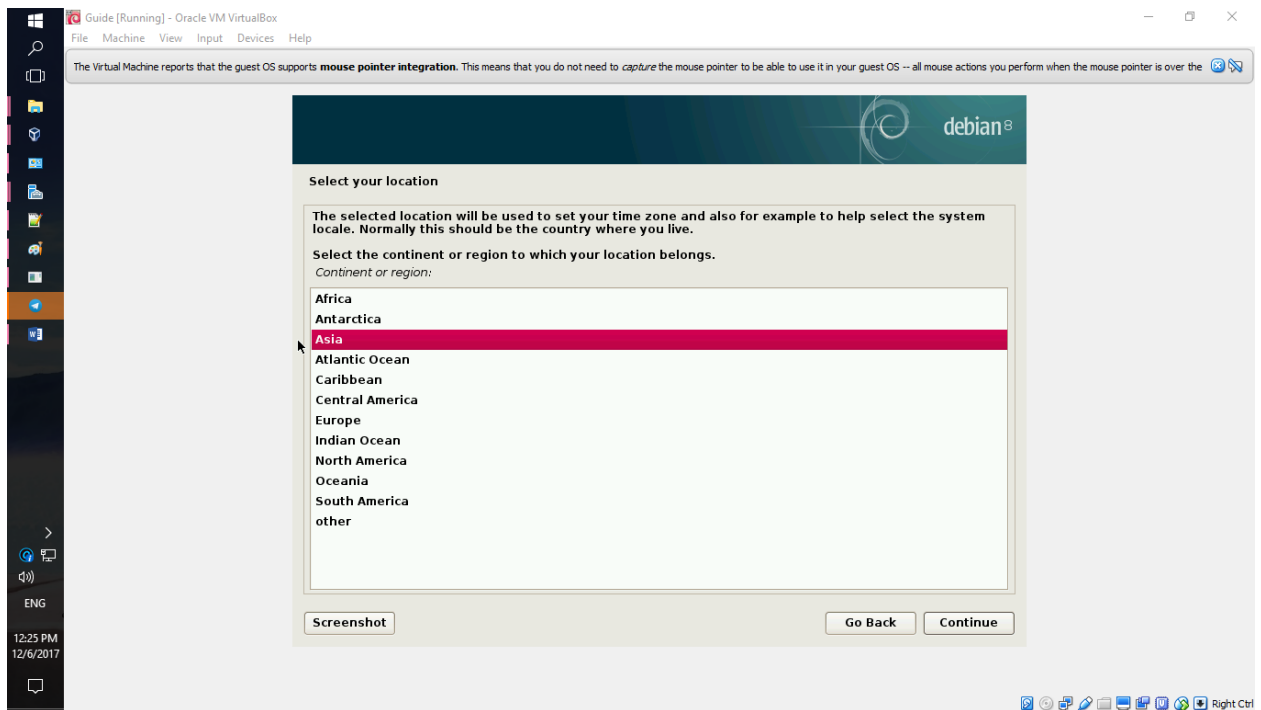 Guide [Running] - Oracle VM VirtualBox
File Machine View Input Devices Help
The Virtual Machine reports that the guest OS supports mouse pointer integration. This means that you do not need to capture the mouse pointer to be able to use it in your guest OS -- all mouse actions you perform when the mouse pointer is over the
debian 8
Select your location
The selected location will be used to set your time zone and also for example to help select the system
locale. Normally this should be the country where you live.
Select the continent or region to which your location belongs.
Continent or region:
Africa
Antarctica
Asia
Atlantic Ocean
Caribbean
Central America
Europe
Indian Ocean
North America
Oceania
South America
other
Screenshot
Go Back
Continue
ENG
12:25 PM
12/6/2017
Right Ctrl